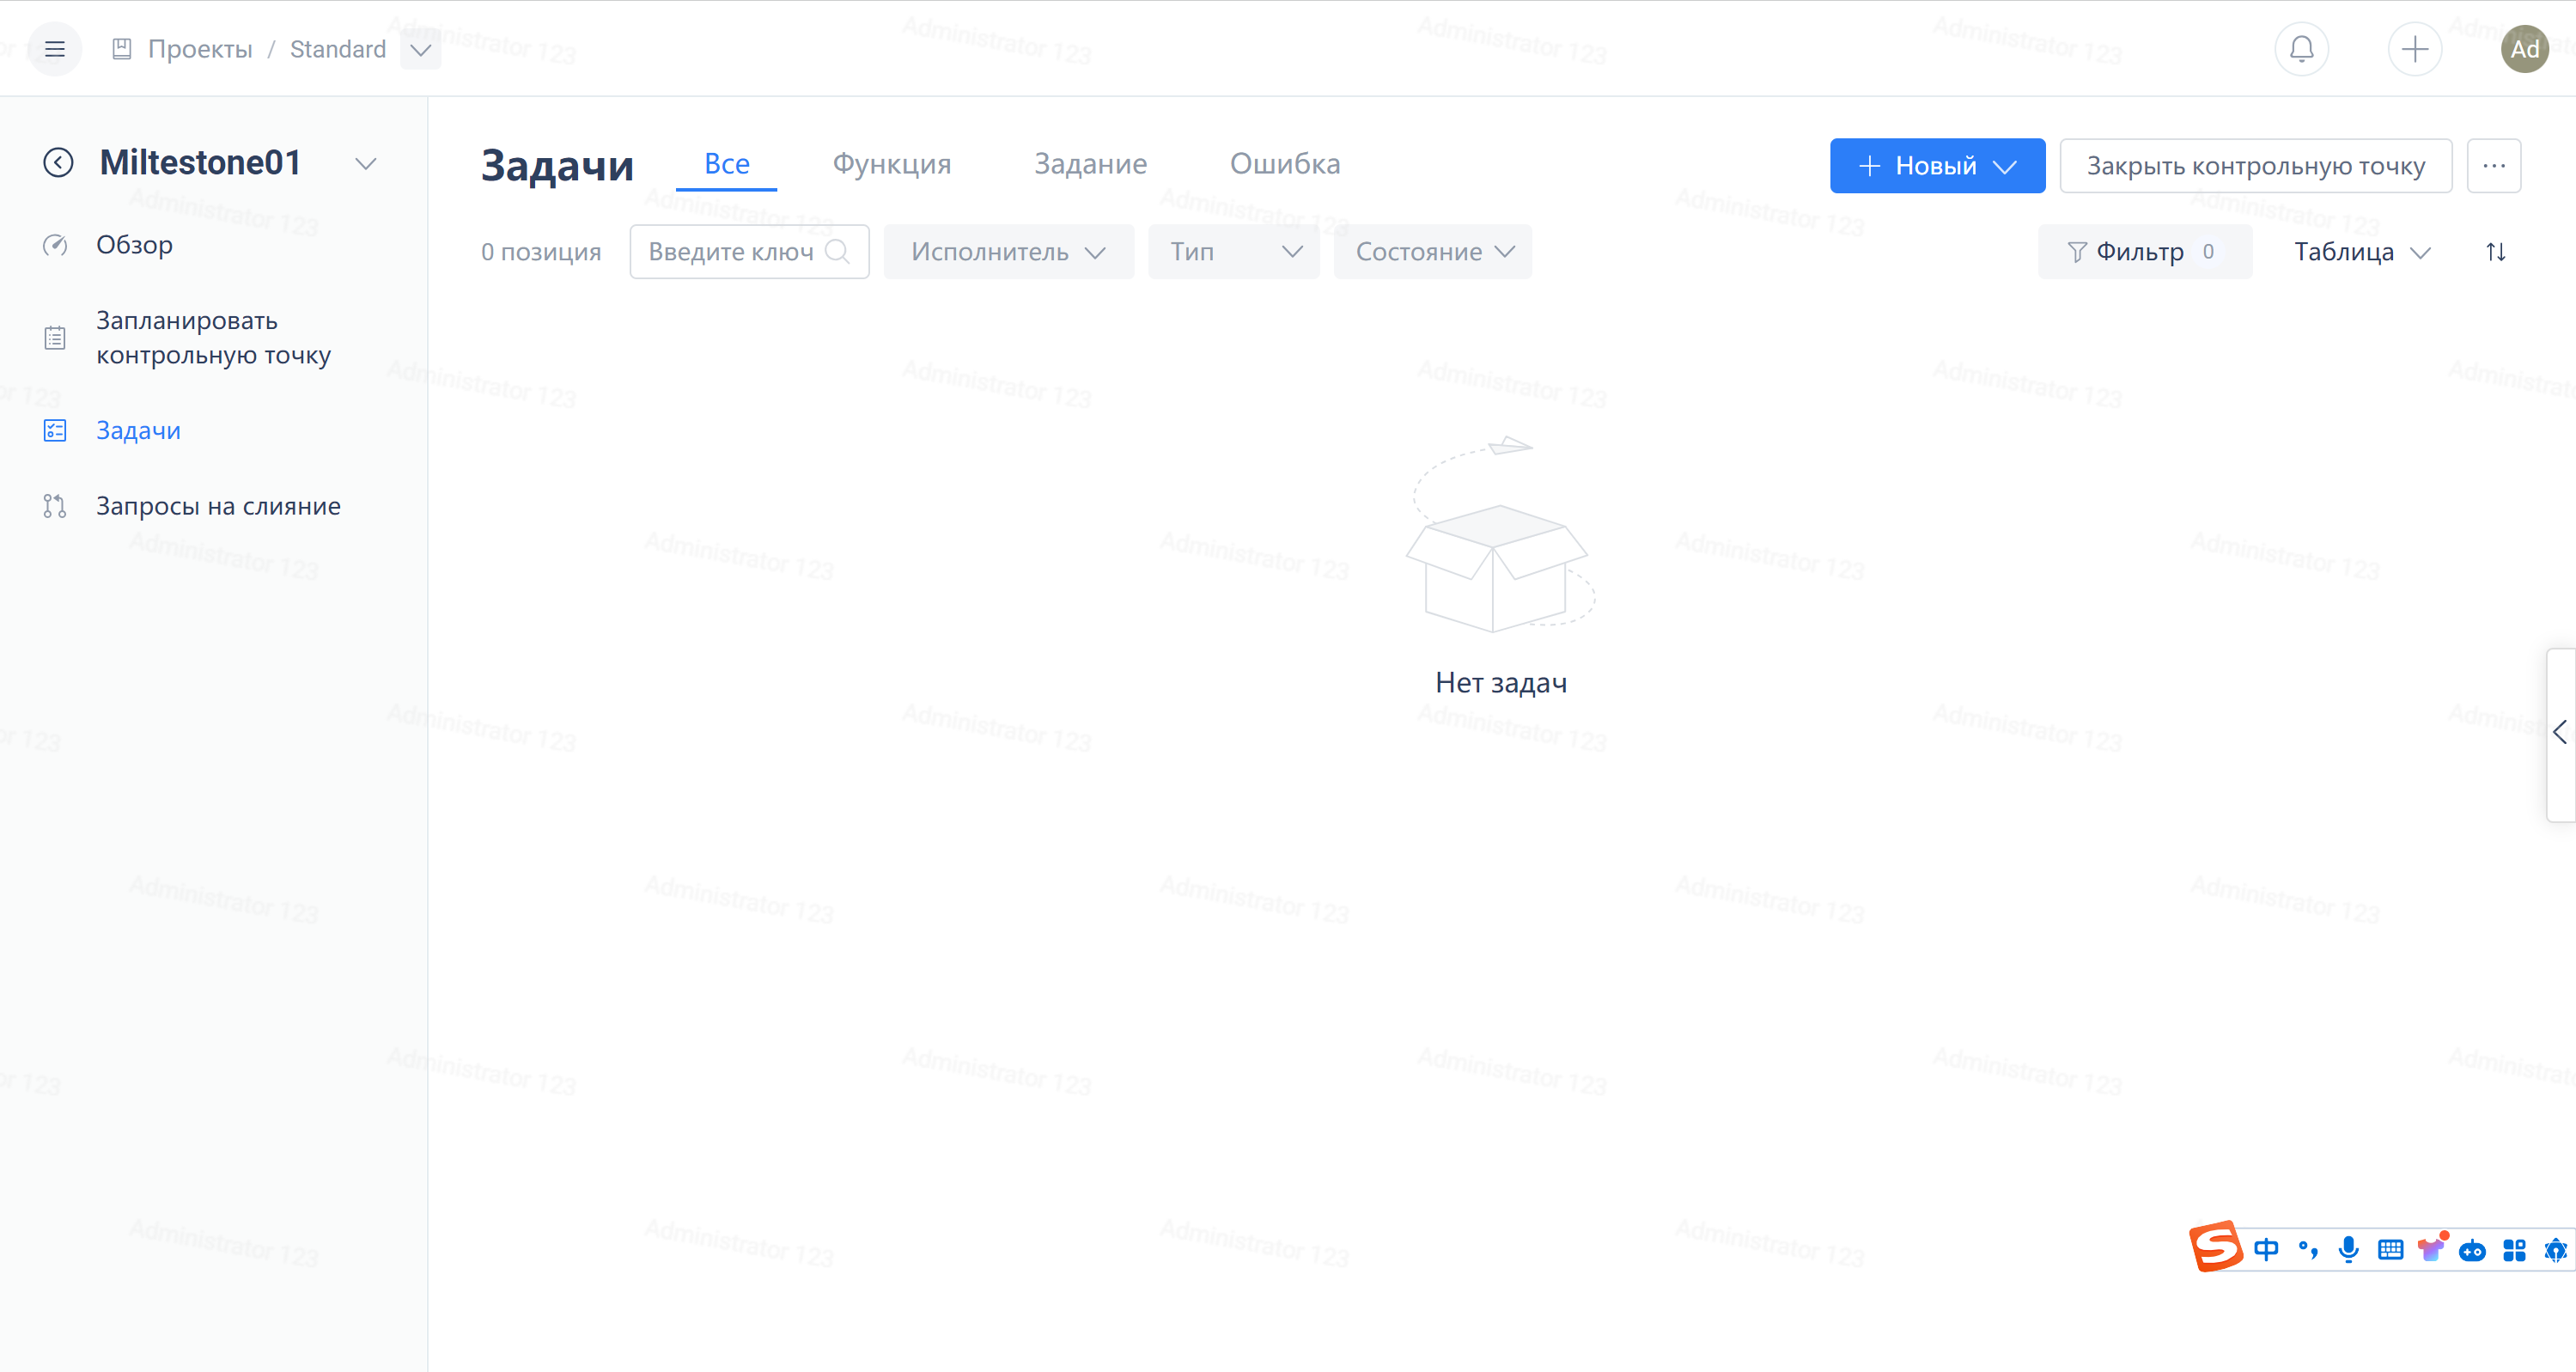 Проекты / Standard
Ad
Miltestone01
Обзор
Запланировать
контрольную точку
Задачи
Запросы на слияние
Задачи
Все
Функция
Задание
Ошибка
Новый
Закрыть контрольную точку
0 позиция
Введите ключ
Исполнитель
Тип
Состояние
Фильтр 0
Таблица
Нет задач
Administrator 123
中